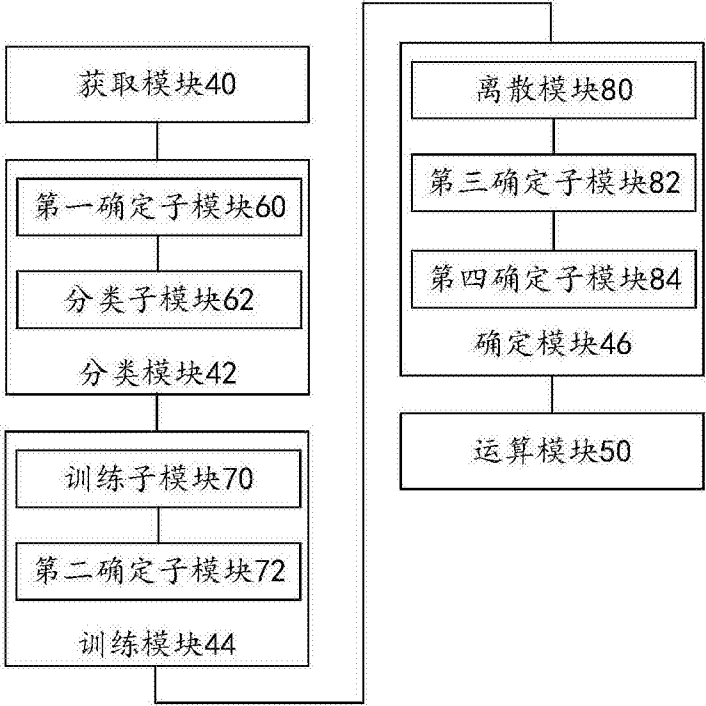 获取模块40
第一确定子模块60
分类子模块62
分类模块42
训练子模块70
第二确定子模块72
训练模块44
离散模块80
第三确定子模块82
第四确定子模块84
确定模块46
运算模块50